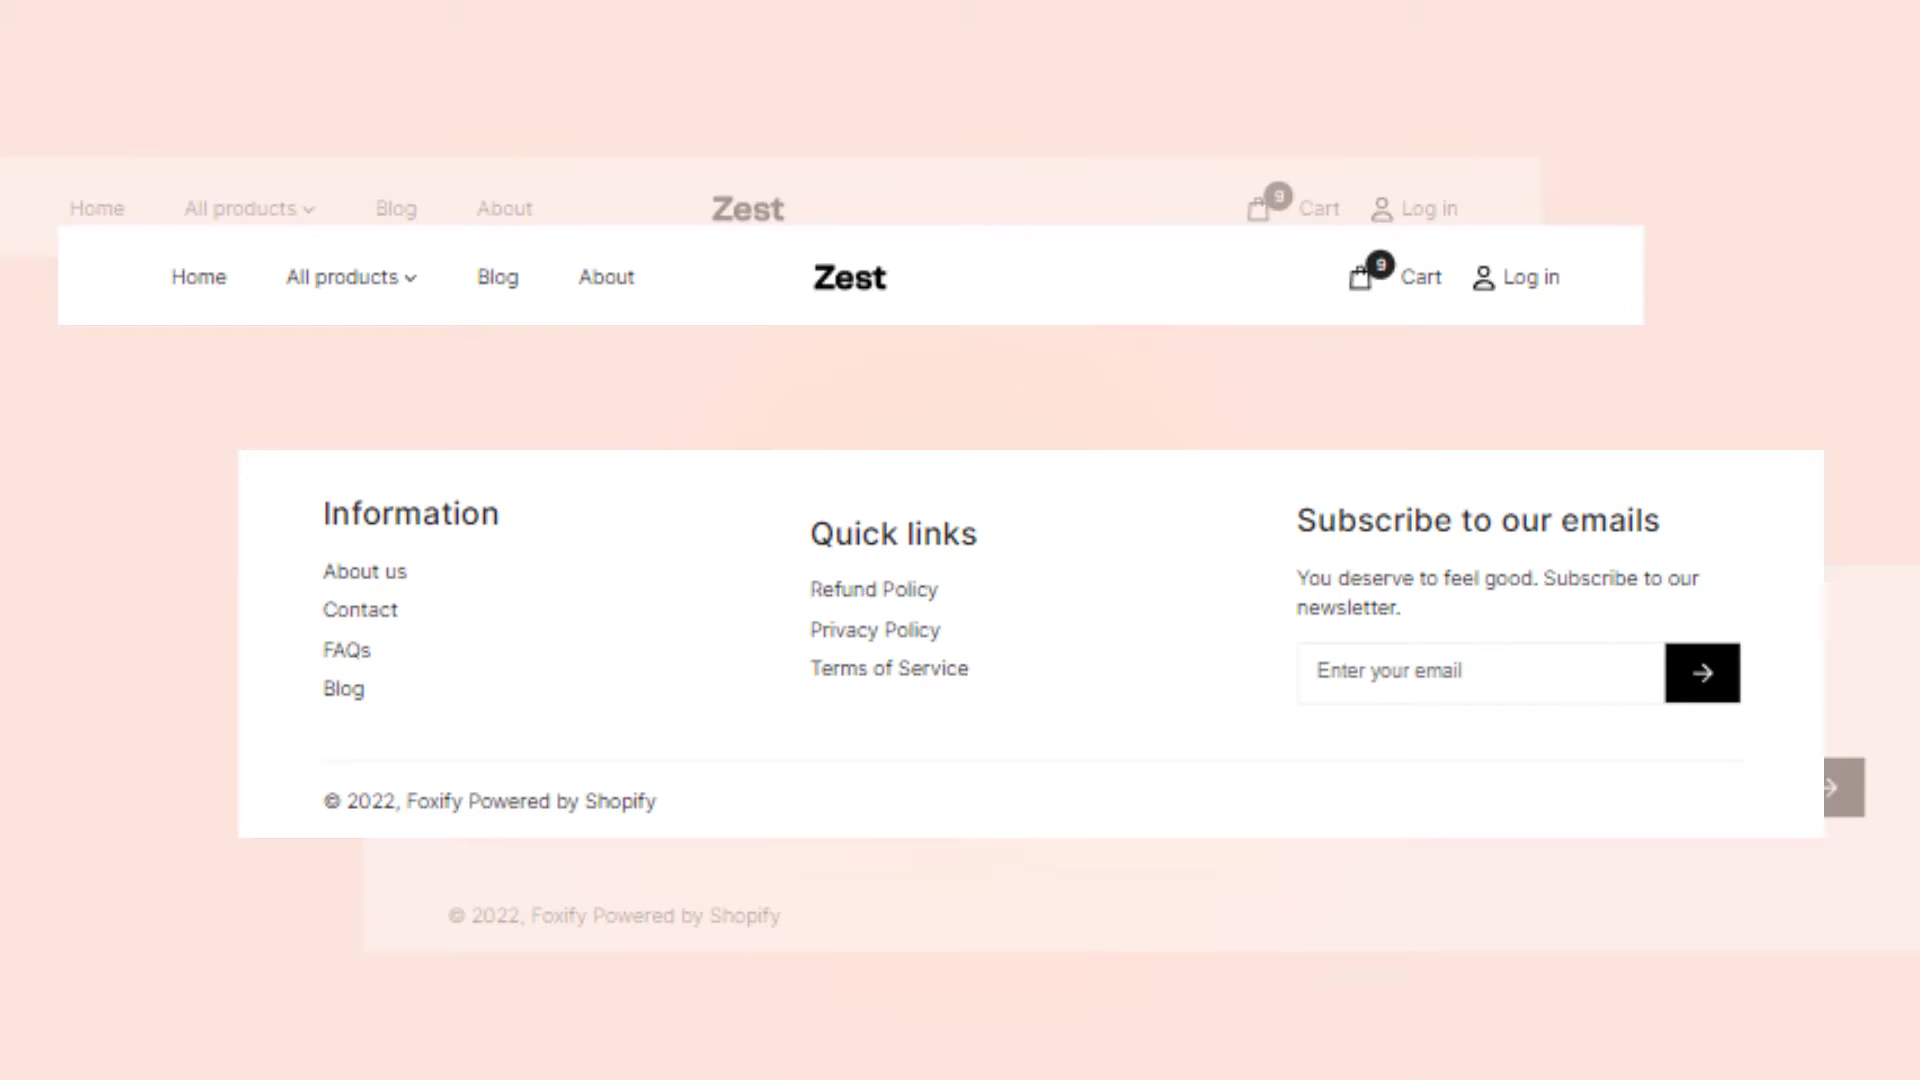 Home All products Blog About Zest 9 Cart Log in
Home All products Blog About Zest 9 Cart Log in
Information
About us
Contact
FAQs
Blog
Quick links
Refund Policy
Privacy Policy
Terms of Service
Subscribe to our emails
You deserve to feel good. Subscribe to our
newsletter.
Enter your email
© 2022, Foxify Powered by Shopify
© 2022, Foxify Powered by Shopify